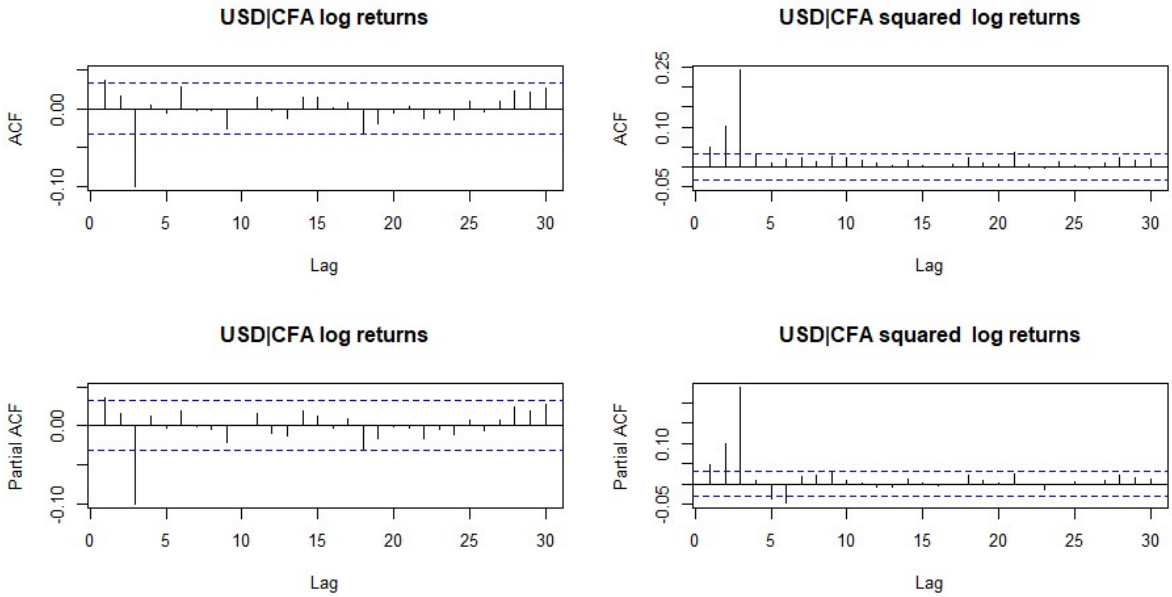 USD|CFA log returns
ACF
0.00
-0.10
0 5 10 15 20 25 30
Lag
USD|CFA squared  log returns
ACF
0.25
0.10
-0.05
0 5 10 15 20 25 30
Lag
USD|CFA log returns
Partial ACF
0.00
-0.10
0 5 10 15 20 25 30
Lag
USD|CFA squared  log returns
Partial ACF
0.10
-0.05
0 5 10 15 20 25 30
Lag